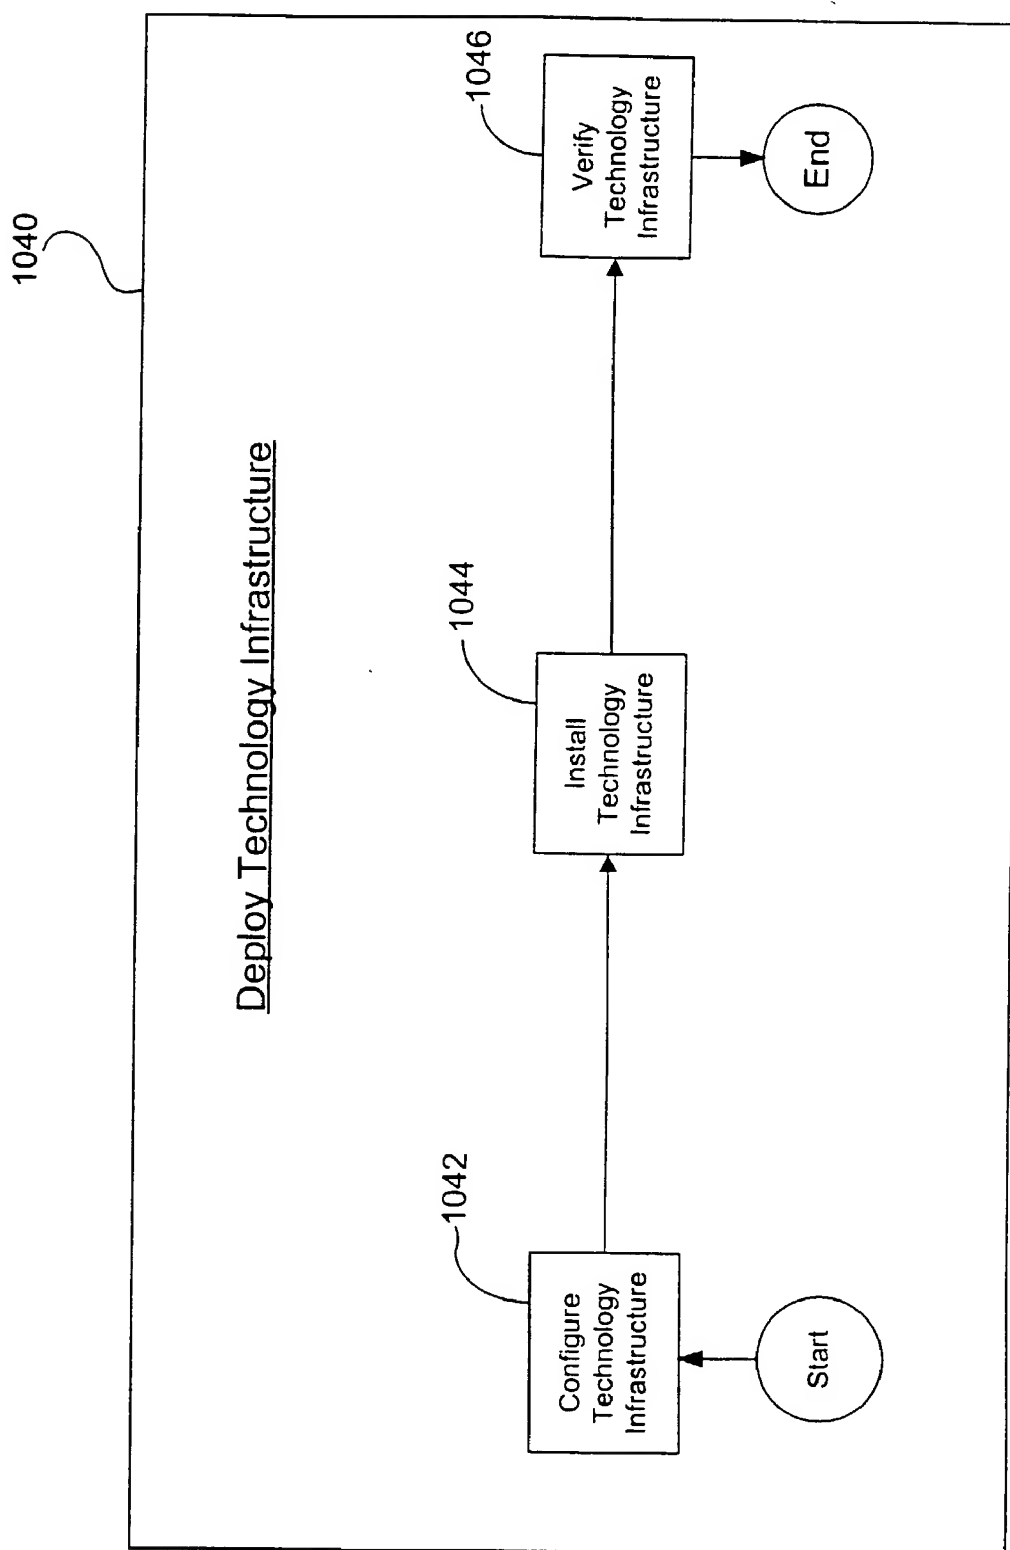 1040
Deploy Technology Infrastructure
1042
Configure
Technology
Infrastructure
1044
Install
Technology
Infrastructure
1046
Verify
Technology
Infrastructure
Start
End